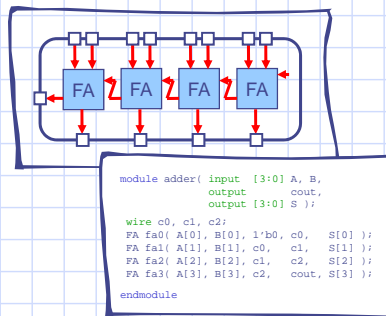 FA FA FA FA
module adder( input [3:0] A, B,
output cout,
output [3:0] S );
wire c0, c1, c2;
FA fa0( A[0], B[0], 1'b0, c0, S[0] );
FA fa1( A[1], B[1], c0, c1, S[1] );
FA fa2( A[2], B[2], c1, c2, S[2] );
FA fa3( A[3], B[3], c2, cout, S[3] );
endmodule